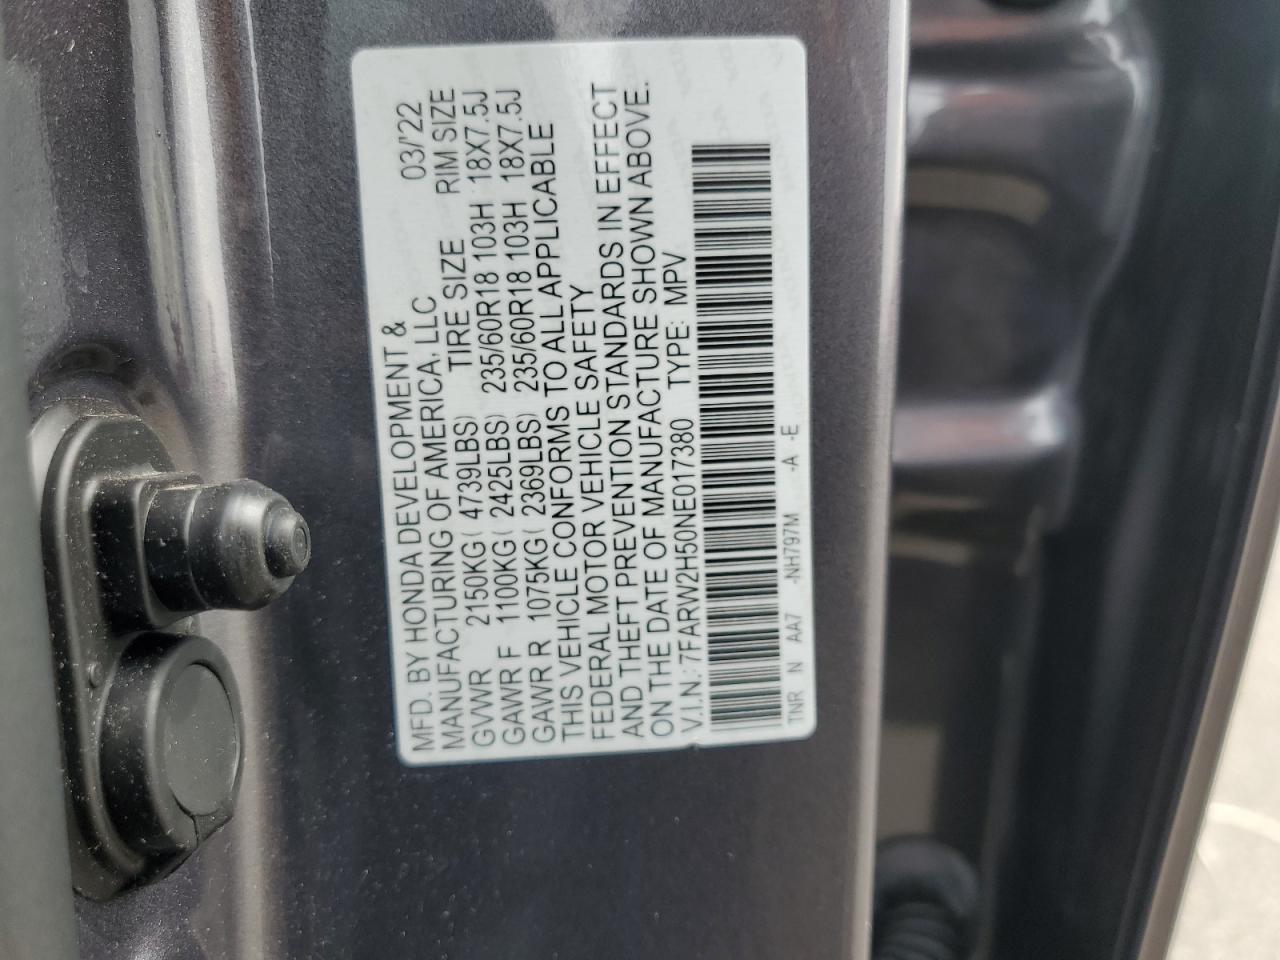 MFD. BY HONDA DEVELOPMENT &
MANUFACTURING OF AMERICA, LLC 03/'22
GVWR 2150KG( 4739LBS) TIRE SIZE RIM SIZE
GAWR F 1100KG( 2425LBS) 235/60R18 103H 18X7.5J
GAWR R 1075KG( 2369LBS) 235/60R18 103H 18X7.5J
THIS VEHICLE CONFORMS TO ALL APPLICABLE
FEDERAL MOTOR VEHICLE SAFETY
AND THEFT PREVENTION STANDARDS IN EFFECT
ON THE DATE OF MANUFACTURE SHOWN ABOVE.
V.I.N.: 7FARW2H50NE017380 TYPE: MPV
TNR N AA7 -NH797M -A -E